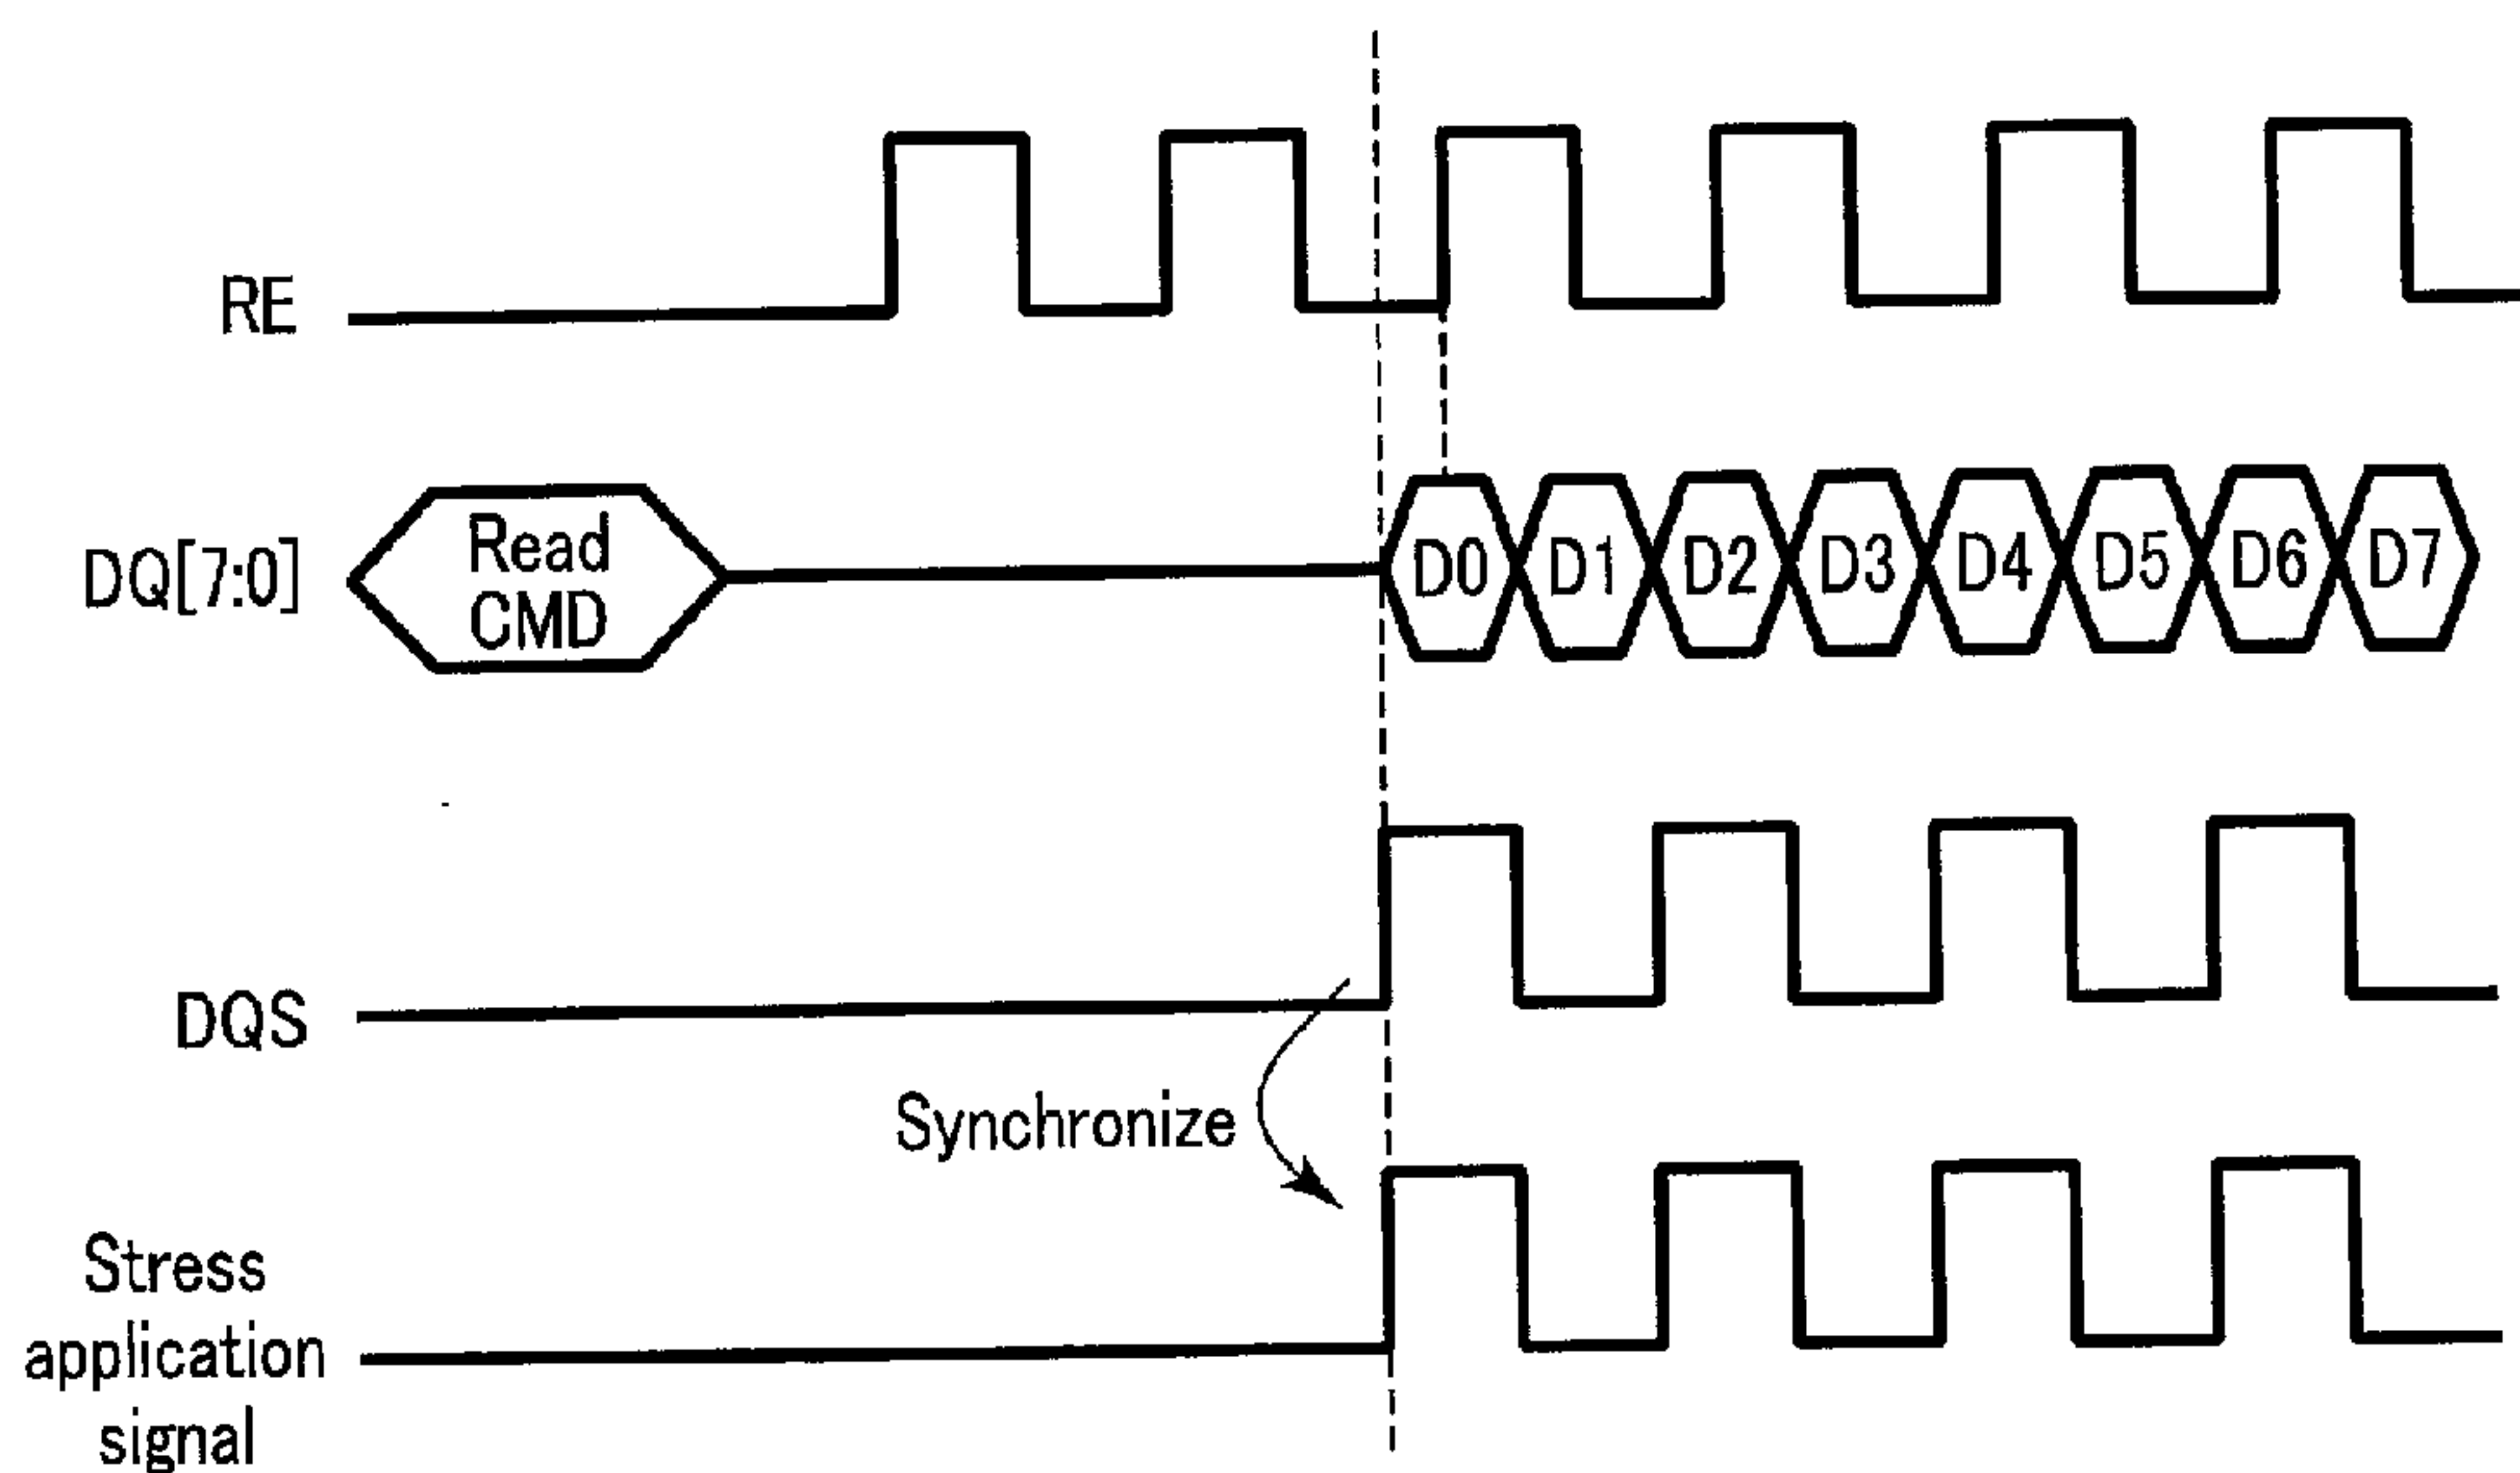 RE
DQ[7:0]
Read
CMD
D0 D1 D2 D3 D4 D5 D6 D7
DQS
Synchronize
Stress
application
signal